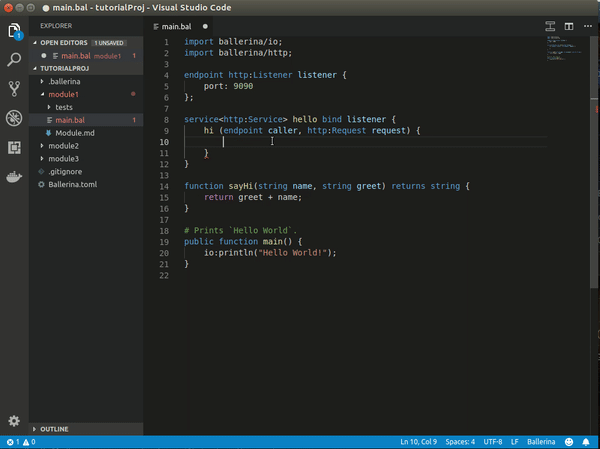 main.bal - tutorialProj - Visual Studio Code
EXPLORER
OPEN EDITORS 1 UNSAVED
main.bal module1 1
TUTORIALPROJ
.ballerina
module1
tests
main.bal 1
Module.md
module2
module3
.gitignore
Ballerina.toml
OUTLINE
1
main.bal
1 import ballerina/io;
2 import ballerina/http;
3
4 endpoint http:Listener listener {
5 port: 9090
6 };
7
8 service<http:Service> hello bind listener {
9 hi (endpoint caller, http:Request request) {
10
11 }
12 }
13
14 function sayHi(string name, string greet) returns string {
15 return greet + name;
16 }
17
18 # Prints `Hello World`.
19 public function main() {
20 io:println("Hello World!");
21 }
22
1 0 Ln 10, Col 9 Spaces: 4 UTF-8 LF Ballerina